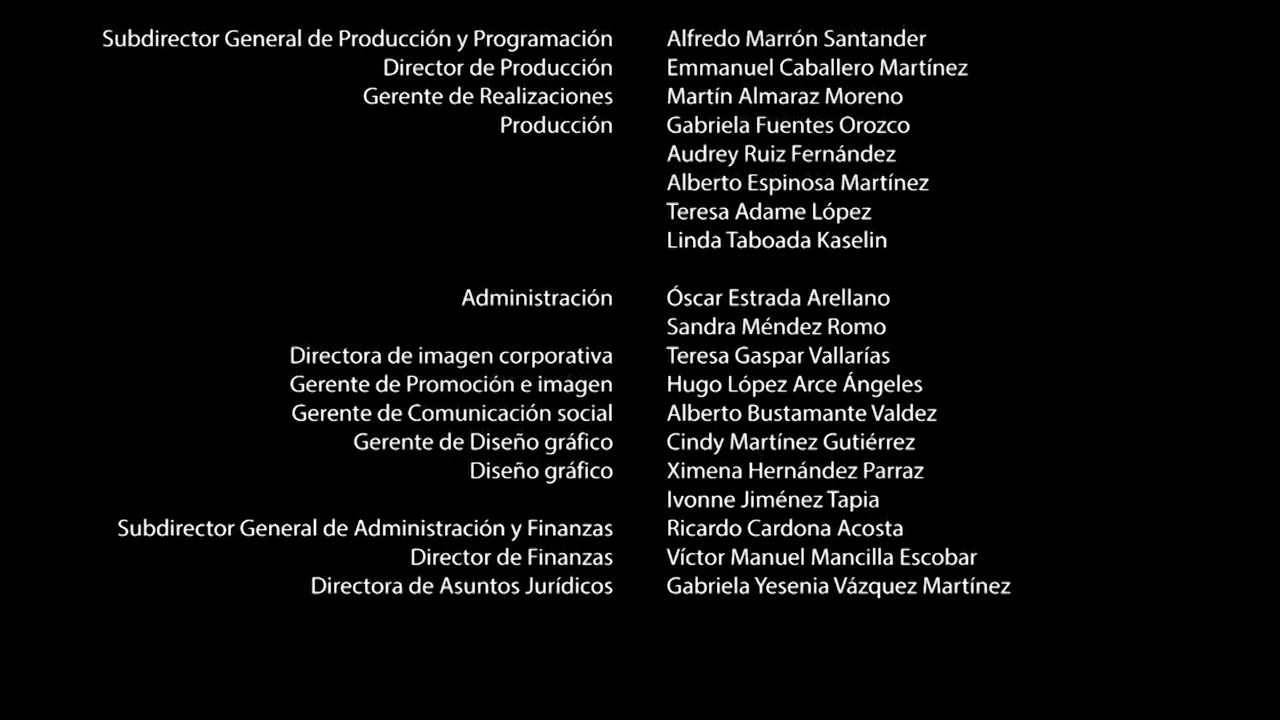 Subdirector General de Producción y Programación Alfredo Marrón Santander
Director de Producción Emmanuel Caballero Martínez
Gerente de Realizaciones Martín Almaraz Moreno
Producción Gabriela Fuentes Orozco
Audrey Ruiz Fernández
Alberto Espinosa Martínez
Teresa Adame López
Linda Taboada Kaselin
Administración Óscar Estrada Arellano
Sandra Méndez Romo
Directora de imagen corporativa Teresa Gaspar Vallarías
Gerente de Promoción e imagen Hugo López Arce Ángeles
Gerente de Comunicación social Alberto Bustamante Valdez
Gerente de Diseño gráfico Cindy Martínez Gutiérrez
Diseño gráfico Ximena Hernández Parraz
Ivonne Jiménez Tapia
Subdirector General de Administración y Finanzas Ricardo Cardona Acosta
Director de Finanzas Víctor Manuel Mancilla Escobar
Directora de Asuntos Jurídicos Gabriela Yesenia Vázquez Martínez